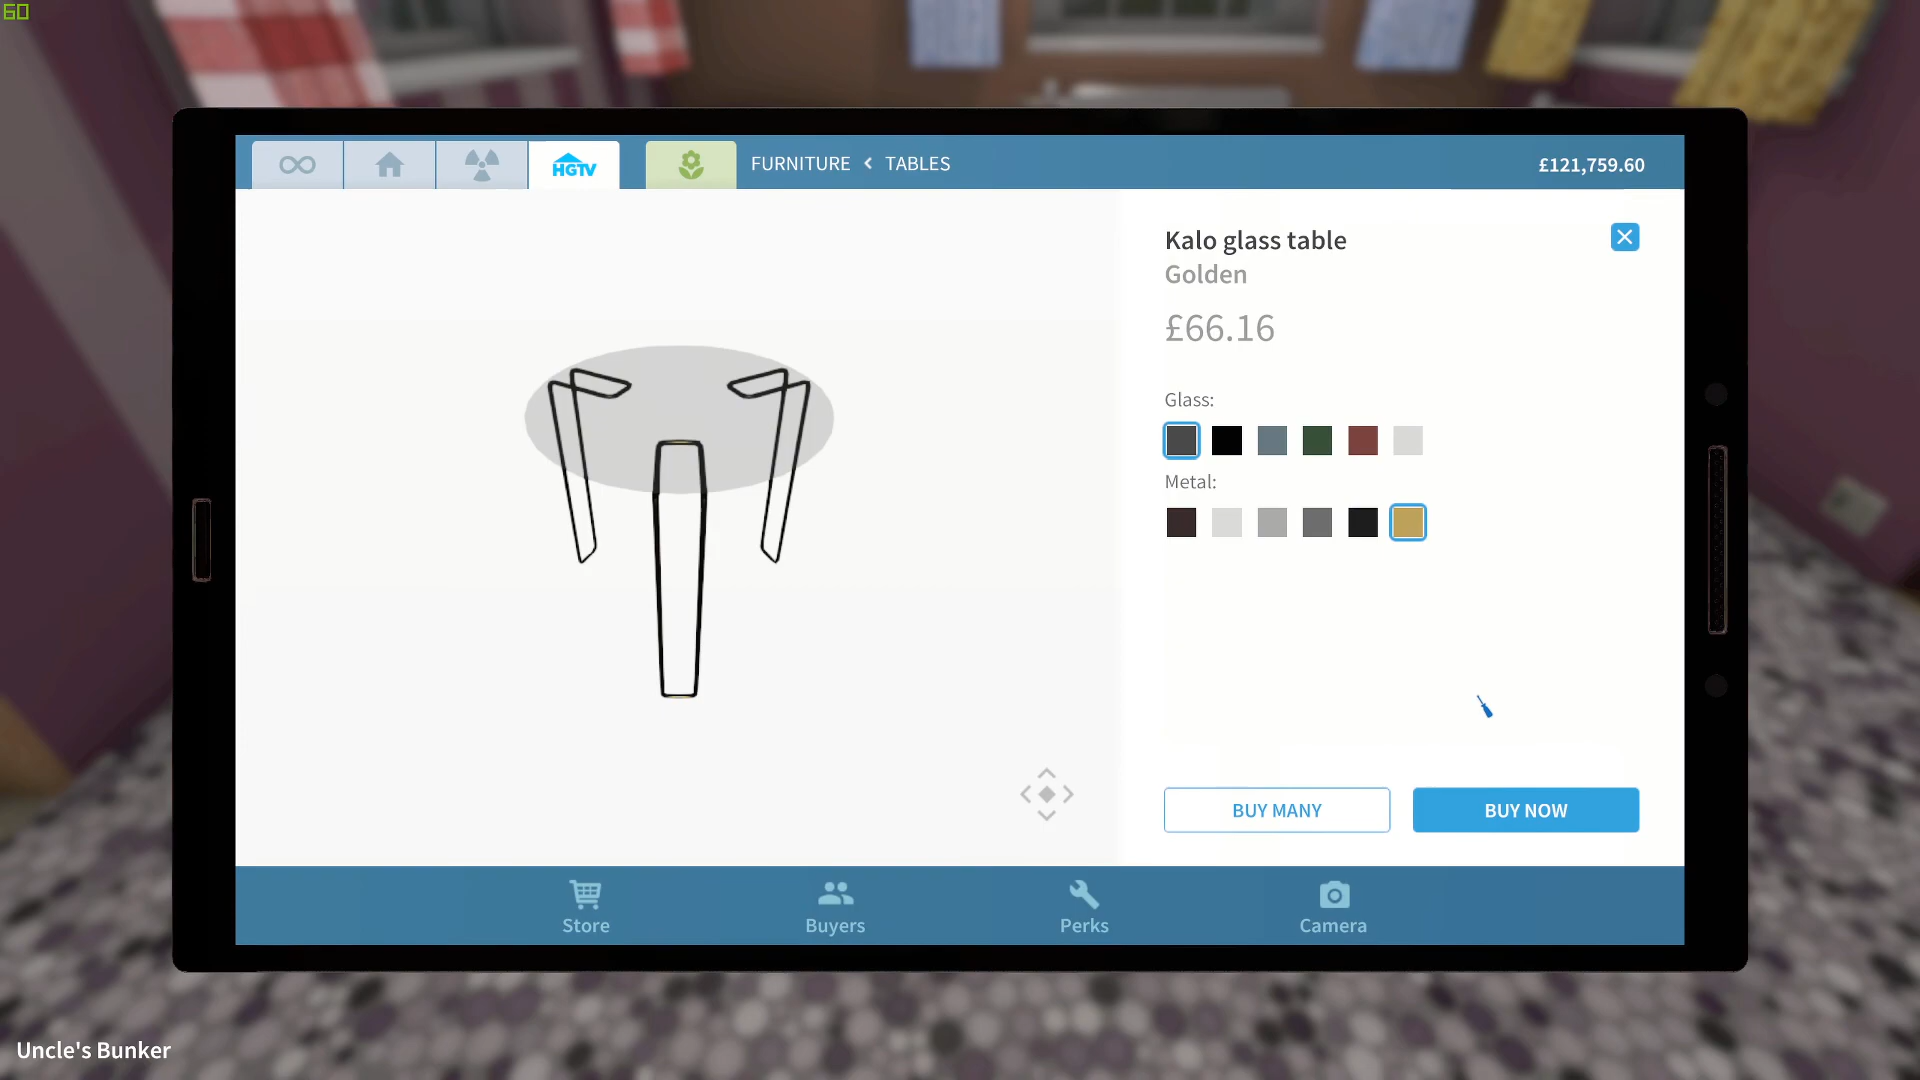 60
HGTV
FURNITURE < TABLES
£121,759.60
Kalo glass table
Golden
£66.16
Glass:
Metal:
BUY MANY
BUY NOW
Store
Buyers
Perks
Camera
Uncle's Bunker